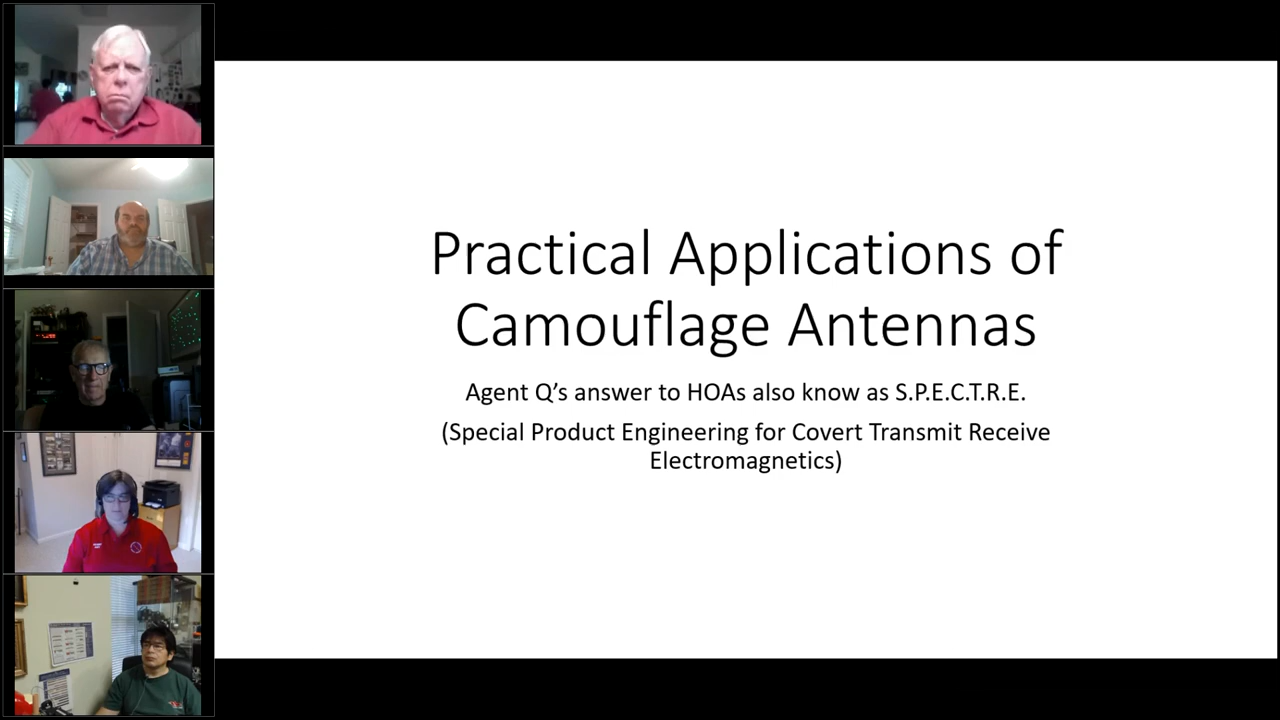 Practical Applications of
Camouflage Antennas
Agent Q’s answer to HOAs also know as S.P.E.C.T.R.E.
(Special Product Engineering for Covert Transmit Receive
Electromagnetics)